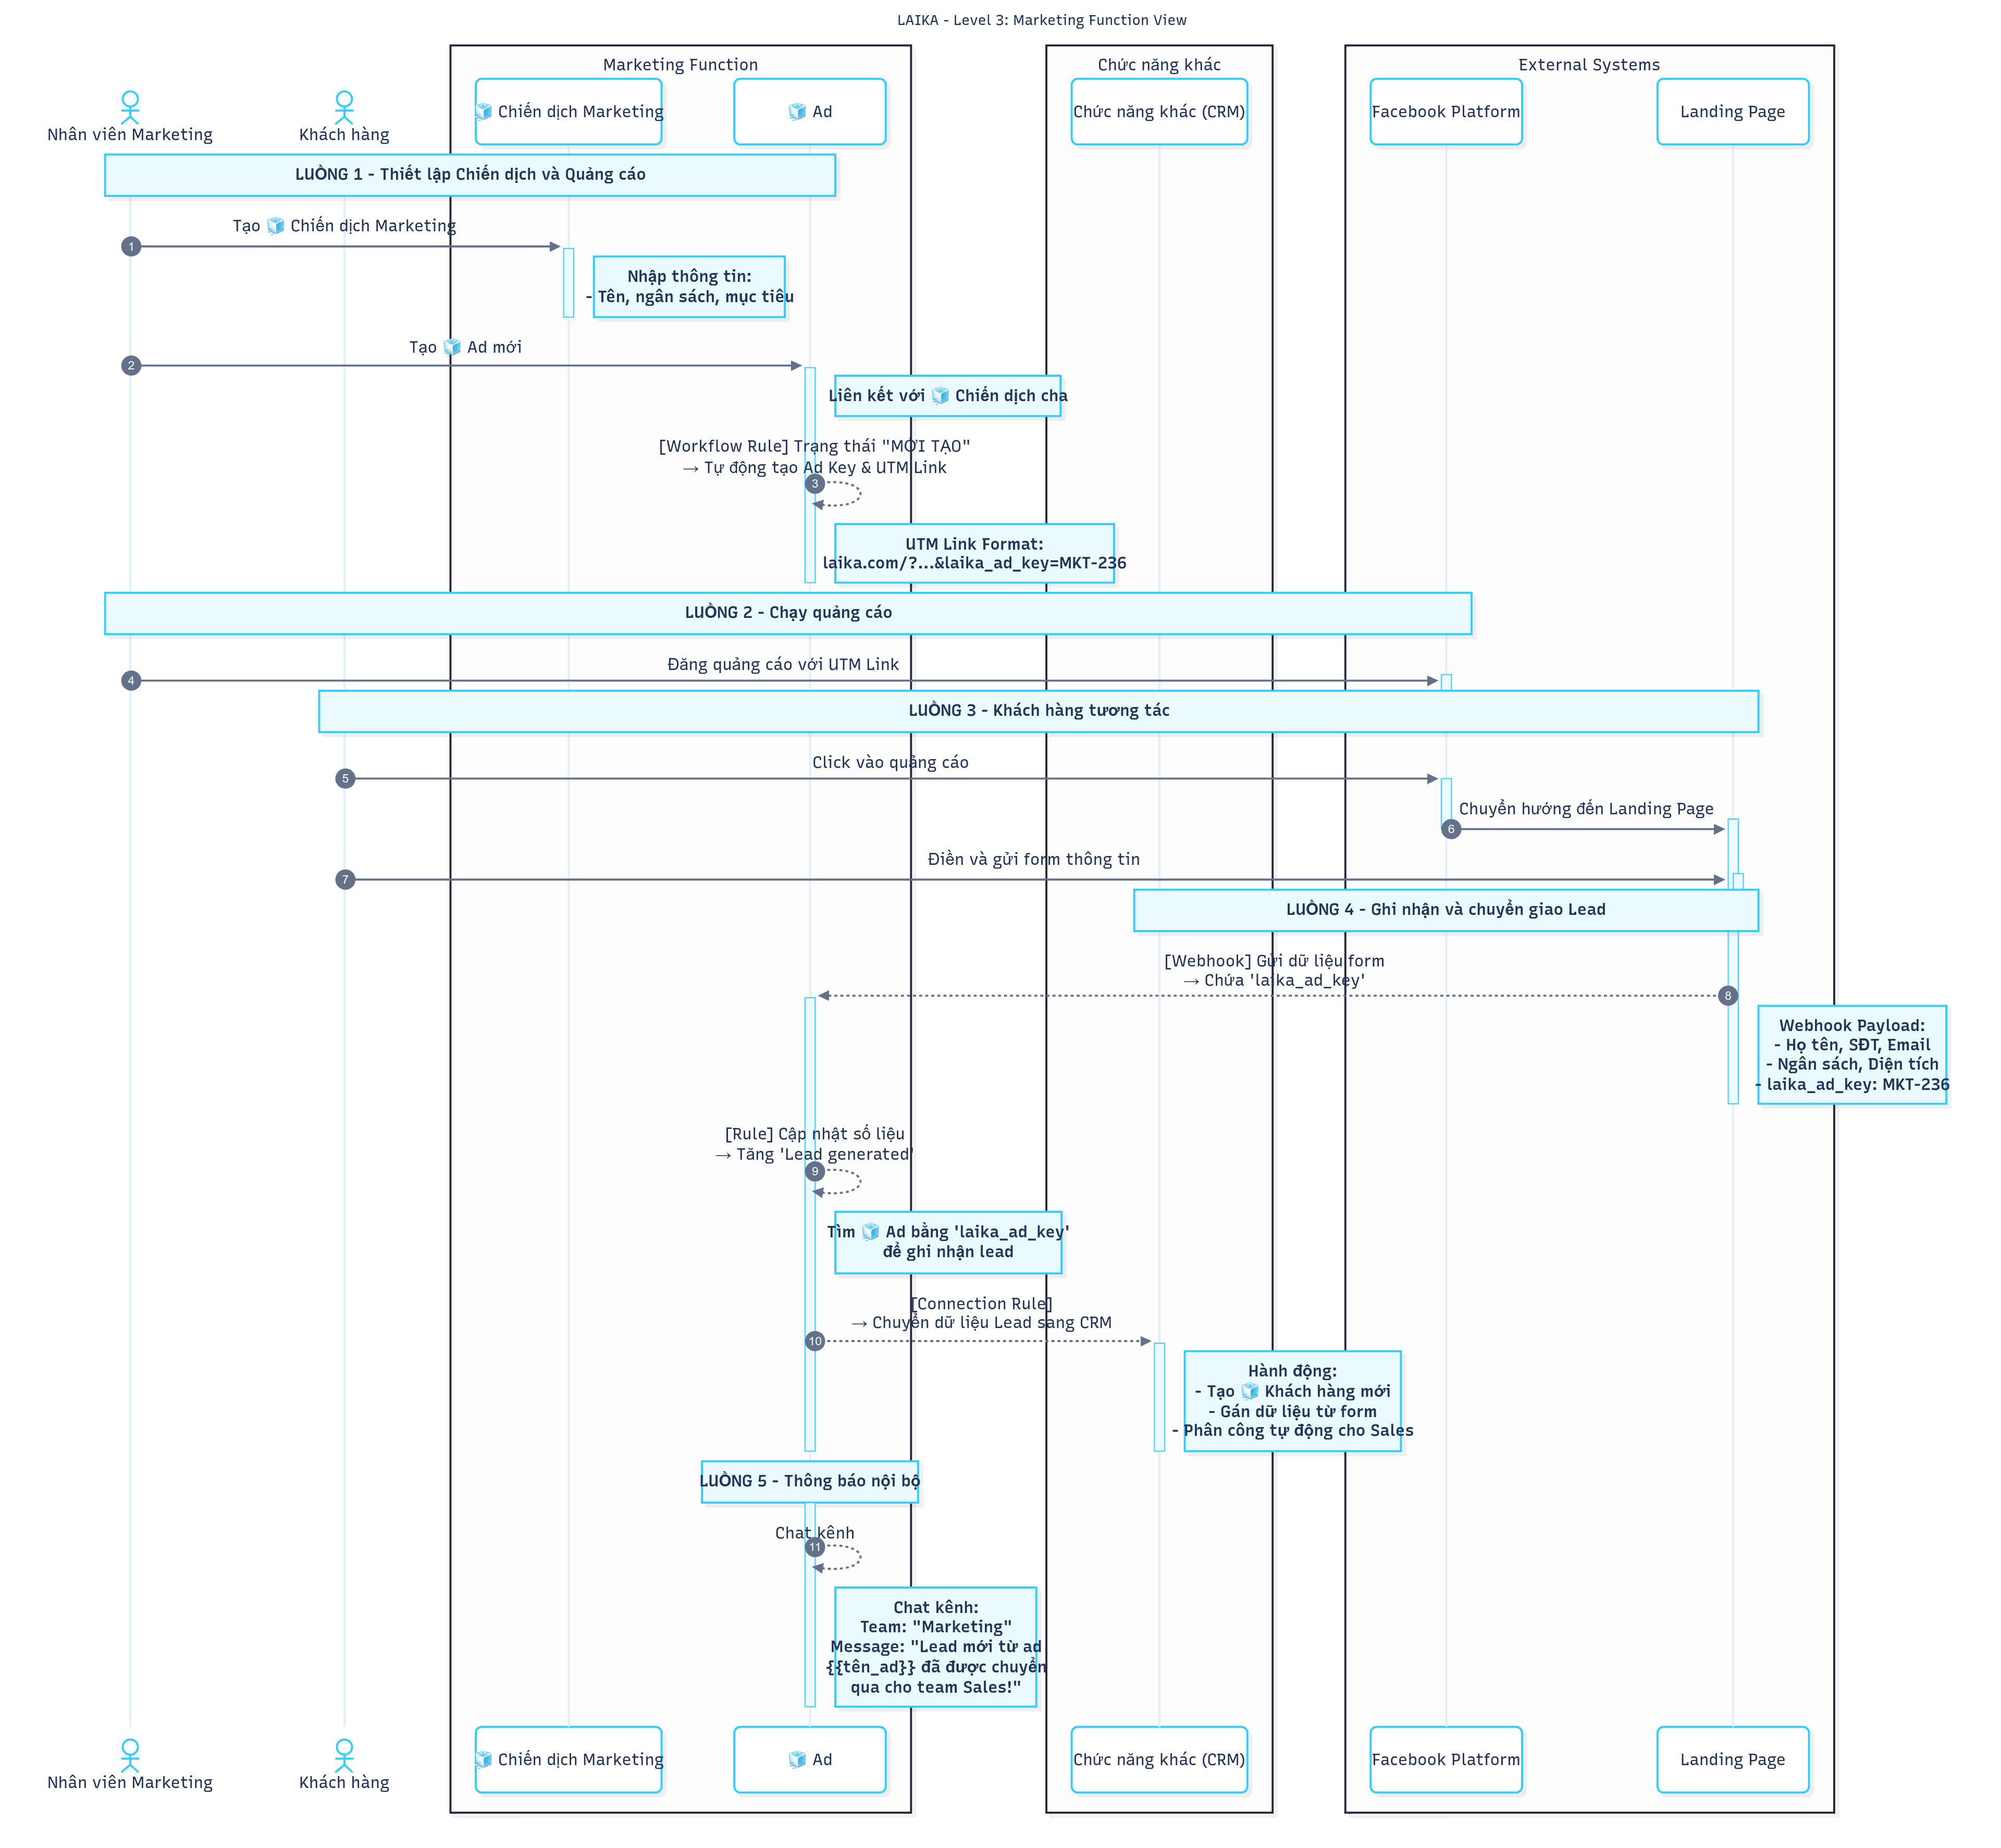 LAIKA - Level 3: Marketing Function View
Marketing Function
Chức năng khác
External Systems
Nhân viên Marketing
Khách hàng
🧊 Chiến dịch Marketing
🧊 Ad
Chức năng khác (CRM)
Facebook Platform
Landing Page
LUỒNG 1 - Thiết lập Chiến dịch và Quảng cáo
Tạo 🧊 Chiến dịch Marketing
1
Nhập thông tin:
- Tên, ngân sách, mục tiêu
Tạo 🧊 Ad mới
2
Liên kết với 🧊 Chiến dịch cha
[Workflow Rule] Trạng thái "MỚI TẠO"
→ Tự động tạo Ad Key & UTM Link
3
UTM Link Format:
laika.com/?...&laika_ad_key=MKT-236
LUỒNG 2 - Chạy quảng cáo
Đăng quảng cáo với UTM Link
4
LUỒNG 3 - Khách hàng tương tác
Click vào quảng cáo
5
Chuyển hướng đến Landing Page
6
Điền và gửi form thông tin
7
LUỒNG 4 - Ghi nhận và chuyển giao Lead
[Webhook] Gửi dữ liệu form
→ Chứa 'laika_ad_key'
8
Webhook Payload:
- Họ tên, SĐT, Email
- Ngân sách, Diện tích
- laika_ad_key: MKT-236
[Rule] Cập nhật số liệu
→ Tăng 'Lead generated'
9
Tìm 🧊 Ad bằng 'laika_ad_key'
để ghi nhận lead
[Connection Rule]
→ Chuyển dữ liệu Lead sang CRM
10
Hành động:
- Tạo 🧊 Khách hàng mới
- Gán dữ liệu từ form
- Phân công tự động cho Sales
LUỒNG 5 - Thông báo nội bộ
Chat kênh
11
Chat kênh:
Team: "Marketing"
Message: "Lead mới từ ad
{{tên_ad}} đã được chuyển
qua cho team Sales!"
Nhân viên Marketing
Khách hàng
🧊 Chiến dịch Marketing
🧊 Ad
Chức năng khác (CRM)
Facebook Platform
Landing Page